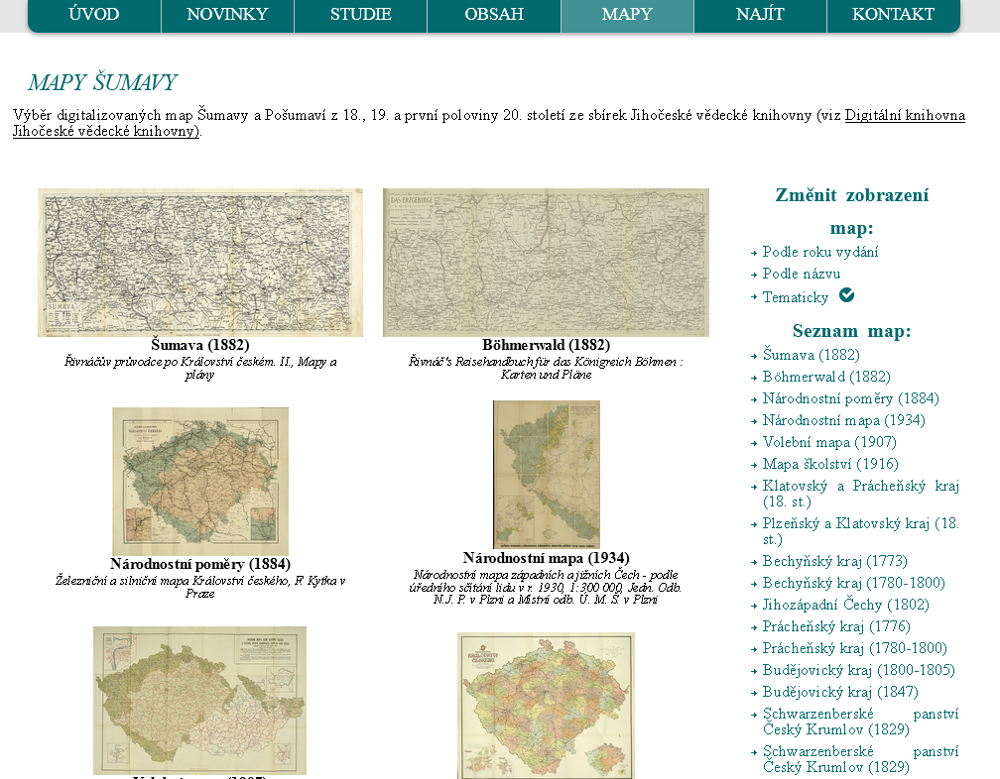 ÚVOD
NOVINKY
STUDIE
OBSAH
MAPY
NAJÍT
KONTAKT
MAPY ŠUMAVY
Výběr digitalizovaných map Šumavy a Pošumaví z 18., 19. a první poloviny 20. století ze sbírek Jihočeské vědecké knihovny (viz Digitální knihovna
Jihočeské vědecké knihovny).
ŠUMAVA
Šumava (1882)
Řivnáčův průvodce po Království českém. II., Mapy a
plány
DAS ERZGEBIRGE
Böhmerwald (1882)
Řivnáč's Reisehandbuch für das Königreich Böhmen :
Karten und Pläne
Národnostní poměry (1884)
Železniční a silniční mapa Království českého, F. Kytka v
Praze
Národnostní mapa (1934)
Národnostní mapa západních a jižních Čech - podle
úředního sčítání lidu v r. 1930, 1:300 000, Jedn. Odb.
N.J. P. v Plzni a Místní odb. Ú. M. Š. v Plzni
KRÁLOVSTVÍ
ČESKÉHO
Změnit zobrazení
map:
Podle roku vydání
Podle názvu
Tematicky
Seznam map:
Šumava (1882)
Böhmerwald (1882)
Národnostní poměry (1884)
Národnostní mapa (1934)
Volební mapa (1907)
Mapa školství (1916)
Klatovský a Prácheňský kraj
(18. st.)
Plzeňský a Klatovský kraj (18.
st.)
Bechyňský kraj (1773)
Bechyňský kraj (1780-1800)
Jihozápadní Čechy (1802)
Prácheňský kraj (1776)
Prácheňský kraj (1780-1800)
Budějovický kraj (1800-1805)
Budějovický kraj (1847)
Schwarzenberské panství
Český Krumlov (1829)
Schwarzenberské panství
Český Krumlov (1829)